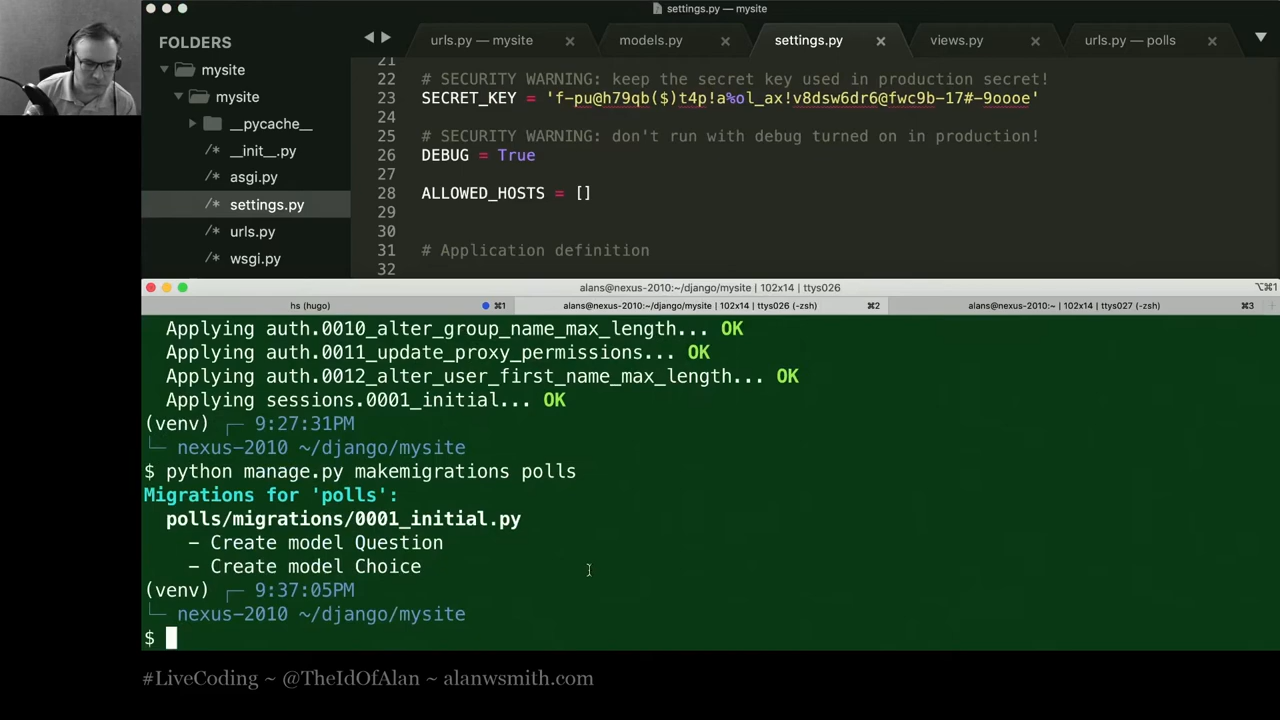 settings.py — mysite
FOLDERS
mysite
mysite
__pycache__
/* __init__.py
/* asgi.py
/* settings.py
/* urls.py
/* wsgi.py
urls.py — mysite
models.py
settings.py
views.py
urls.py — polls
21
22 # SECURITY WARNING: keep the secret key used in production secret!
23 SECRET_KEY = 'f-pu@h79qb($)t4p!a%ol_ax!v8dsw6dr6@fwc9b-17#-9oooe'
24
25 # SECURITY WARNING: don't run with debug turned on in production!
26 DEBUG = True
27
28 ALLOWED_HOSTS = []
29
30
31 # Application definition
32
alans@nexus-2010:~/django/mysite | 102x14 | ttys026
⌥⌘1
hs (hugo) ⌘1
alans@nexus-2010:~/django/mysite | 102x14 | ttys026 (-zsh) ⌘2
alans@nexus-2010:~ | 102x14 | ttys027 (-zsh) ⌘3
Applying auth.0010_alter_group_name_max_length... OK
Applying auth.0011_update_proxy_permissions... OK
Applying auth.0012_alter_user_first_name_max_length... OK
Applying sessions.0001_initial... OK
(venv) ┌─ 9:27:31PM
└─ nexus-2010 ~/django/mysite
$ python manage.py makemigrations polls
Migrations for 'polls':
polls/migrations/0001_initial.py
- Create model Question
- Create model Choice
(venv) ┌─ 9:37:05PM
└─ nexus-2010 ~/django/mysite
$
#LiveCoding ~ @TheIdOfAlan ~ alanwsmith.com